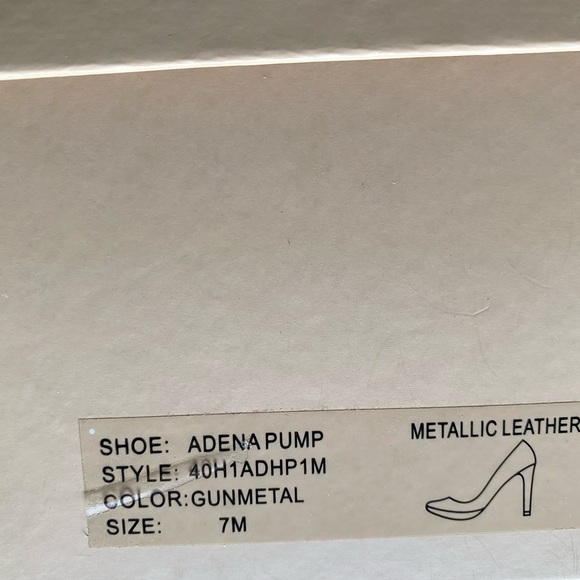 SHOE: ADENA PUMP
METALLIC LEATHER
STYLE: 40H1ADHP1M
COLOR:GUNMETAL
SIZE: 7M